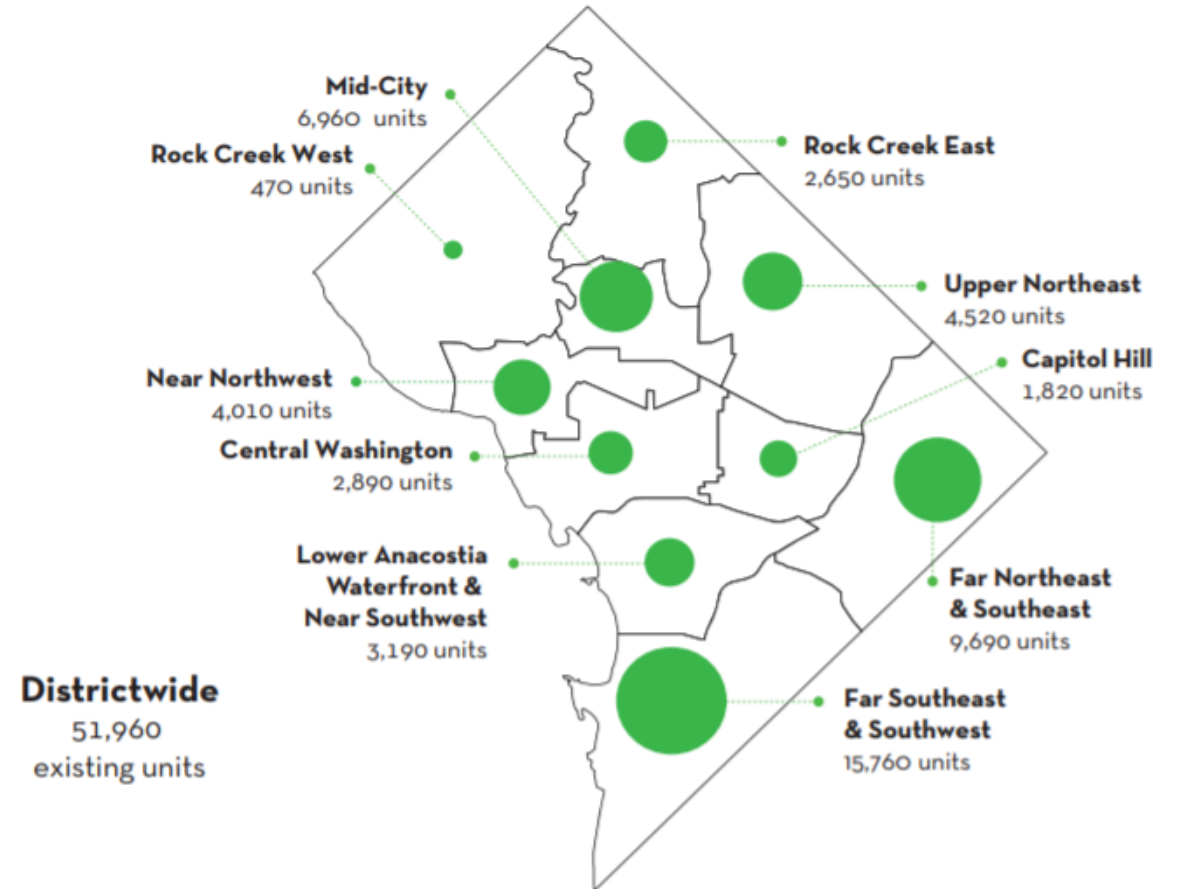 Mid-City
6,960 units
Rock Creek West
470 units
Rock Creek East
2,650 units
Upper Northeast
4,520 units
Capitol Hill
1,820 units
Near Northwest
4,010 units
Central Washington
2,890 units
Lower Anacostia
Waterfront &
Near Southwest
3,190 units
Far Northeast
& Southeast
9,690 units
Far Southeast
& Southwest
15,760 units
Districtwide
51,960
existing units